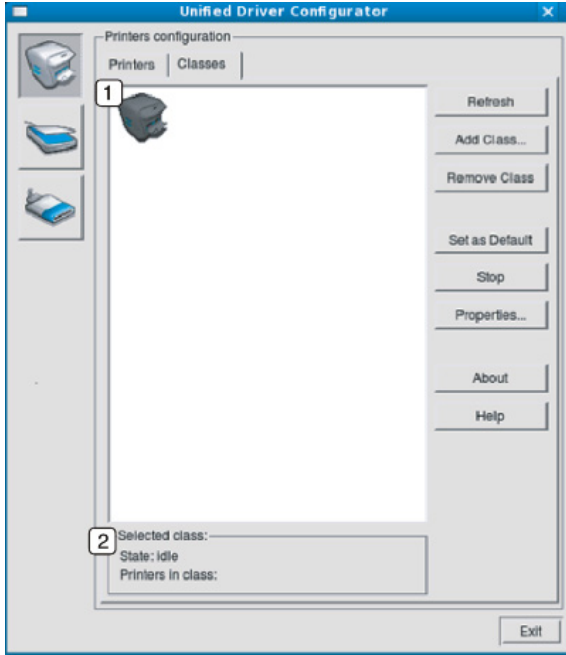 Unified Driver Configurator
Printers configuration
Printers Classes
1
Refresh
Add Class...
Remove Class
Set as Default
Stop
Properties...
About
Help
2
Selected class:
State: idle
Printers in class:
Exit